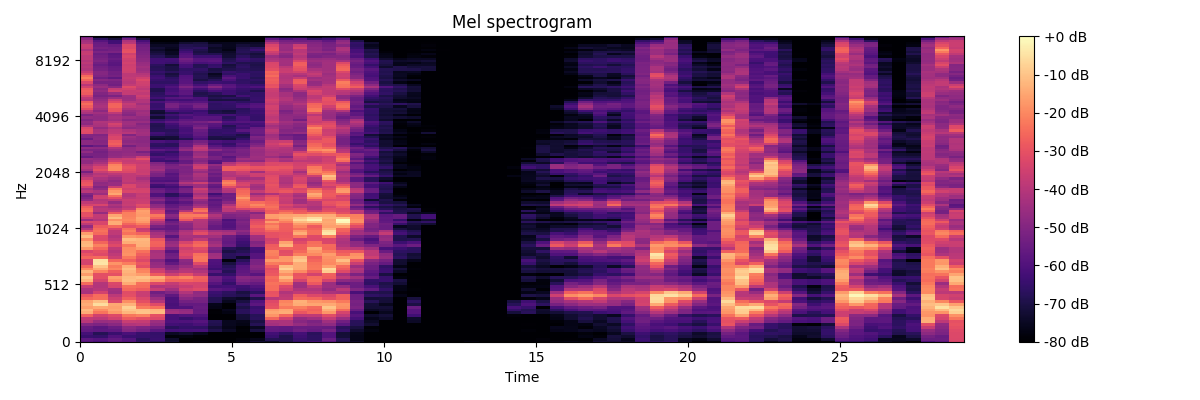 Mel spectrogram
8192
4096
2048
1024
512
0
Hz
0 5 10 15 20 25
Time
+0 dB
-10 dB
-20 dB
-30 dB
-40 dB
-50 dB
-60 dB
-70 dB
-80 dB